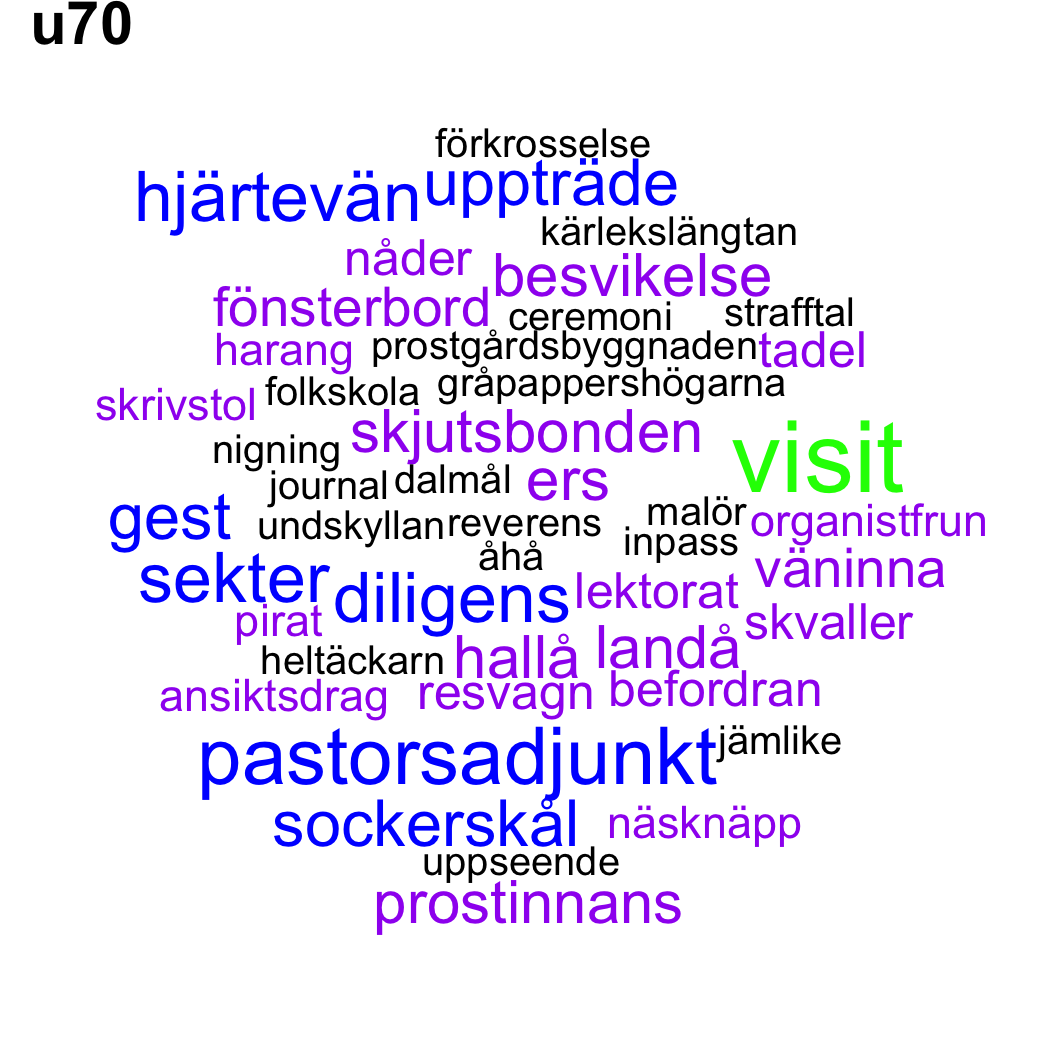 u70
förkrosselse
hjärtevän uppträde
kärlekslängtan
nåder besvikelse
fönsterbord ceremoni strafftal
harang prostgårdsbyggnaden tadel
skrivstol folkskola gråpappershögarna
nigning skjutsbonden visit
journal dalmål ers
gest undskyllan reverens malör organistfrun
åhå inpass väninna
sekter diligens lektorat
pirat skvaller
heltäckarn hallå landå
ansiktsdrag resvagn befordran
pastorsadjunkt jämlike
sockerskål näsknäpp
uppseende
prostinnans